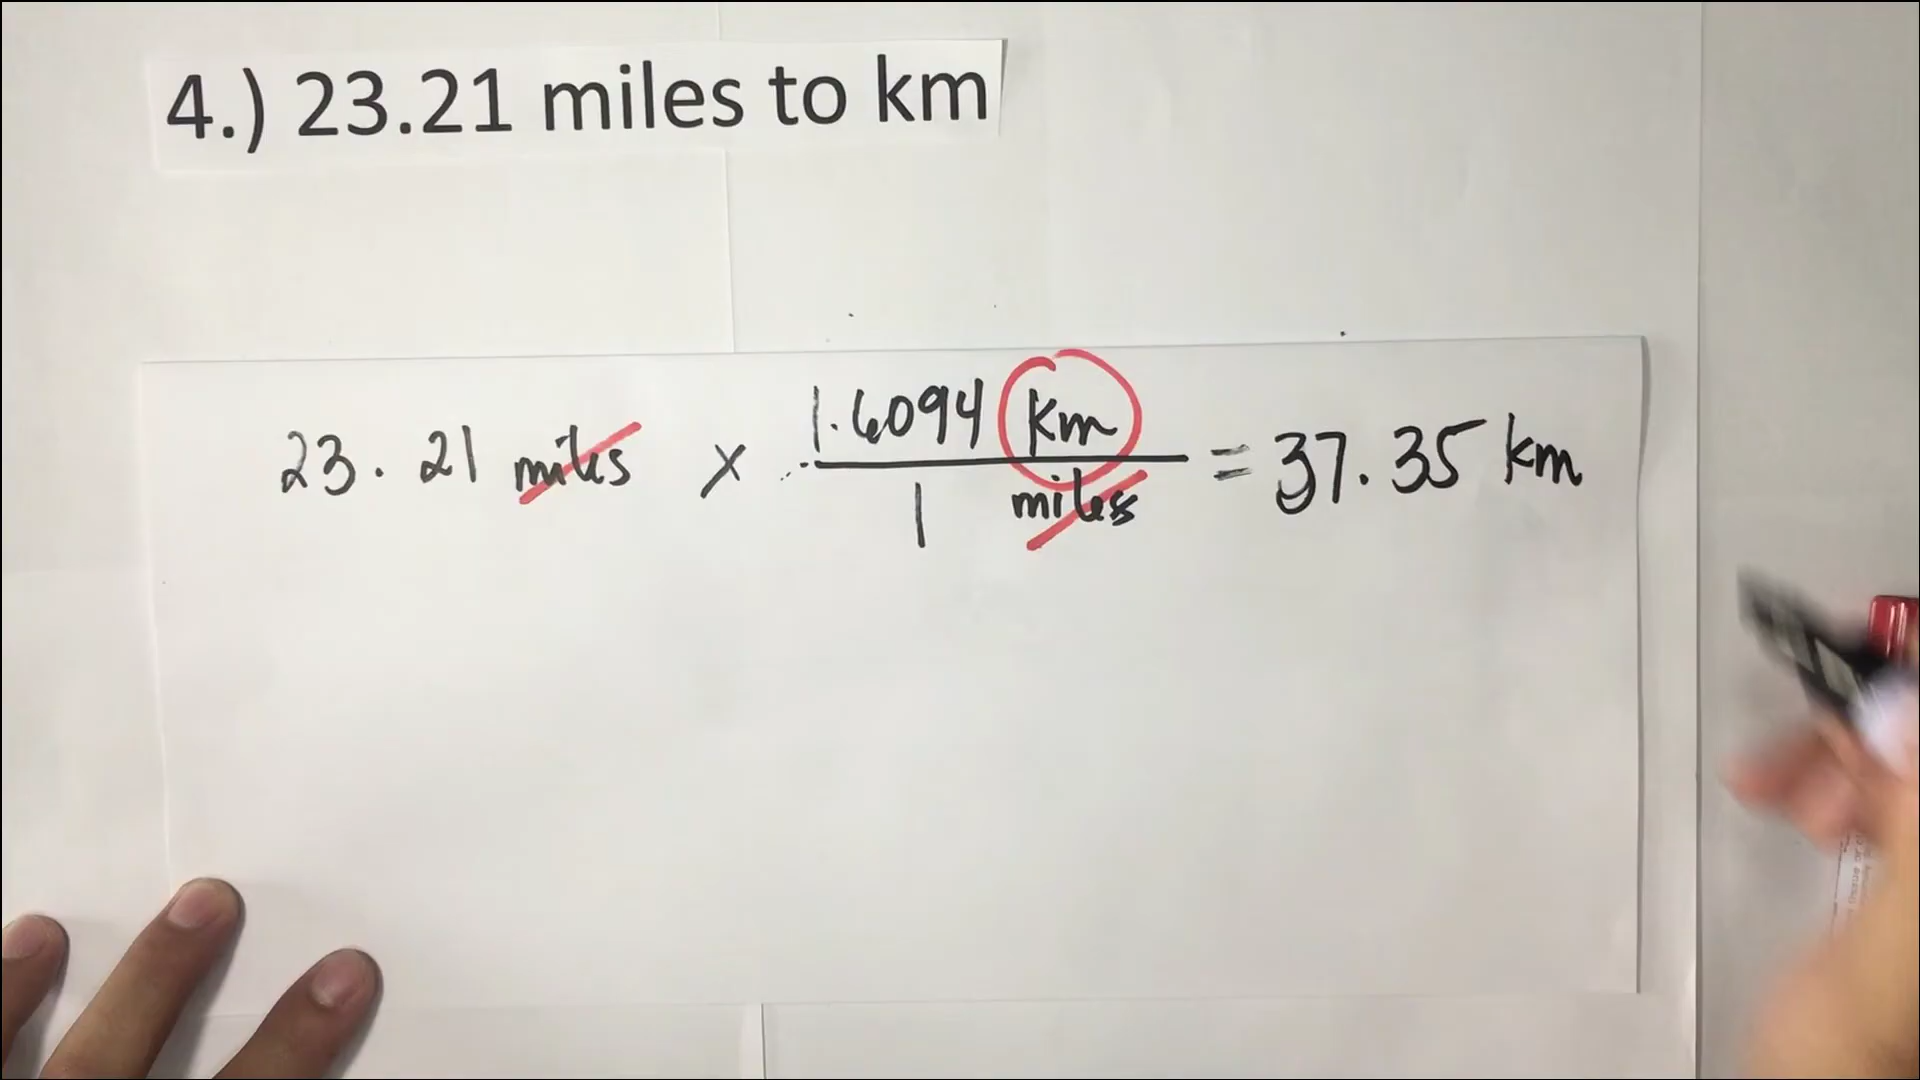 4.) 23.21 miles to km
23.21 miles x 1.6094 km / 1 miles = 37.35 km